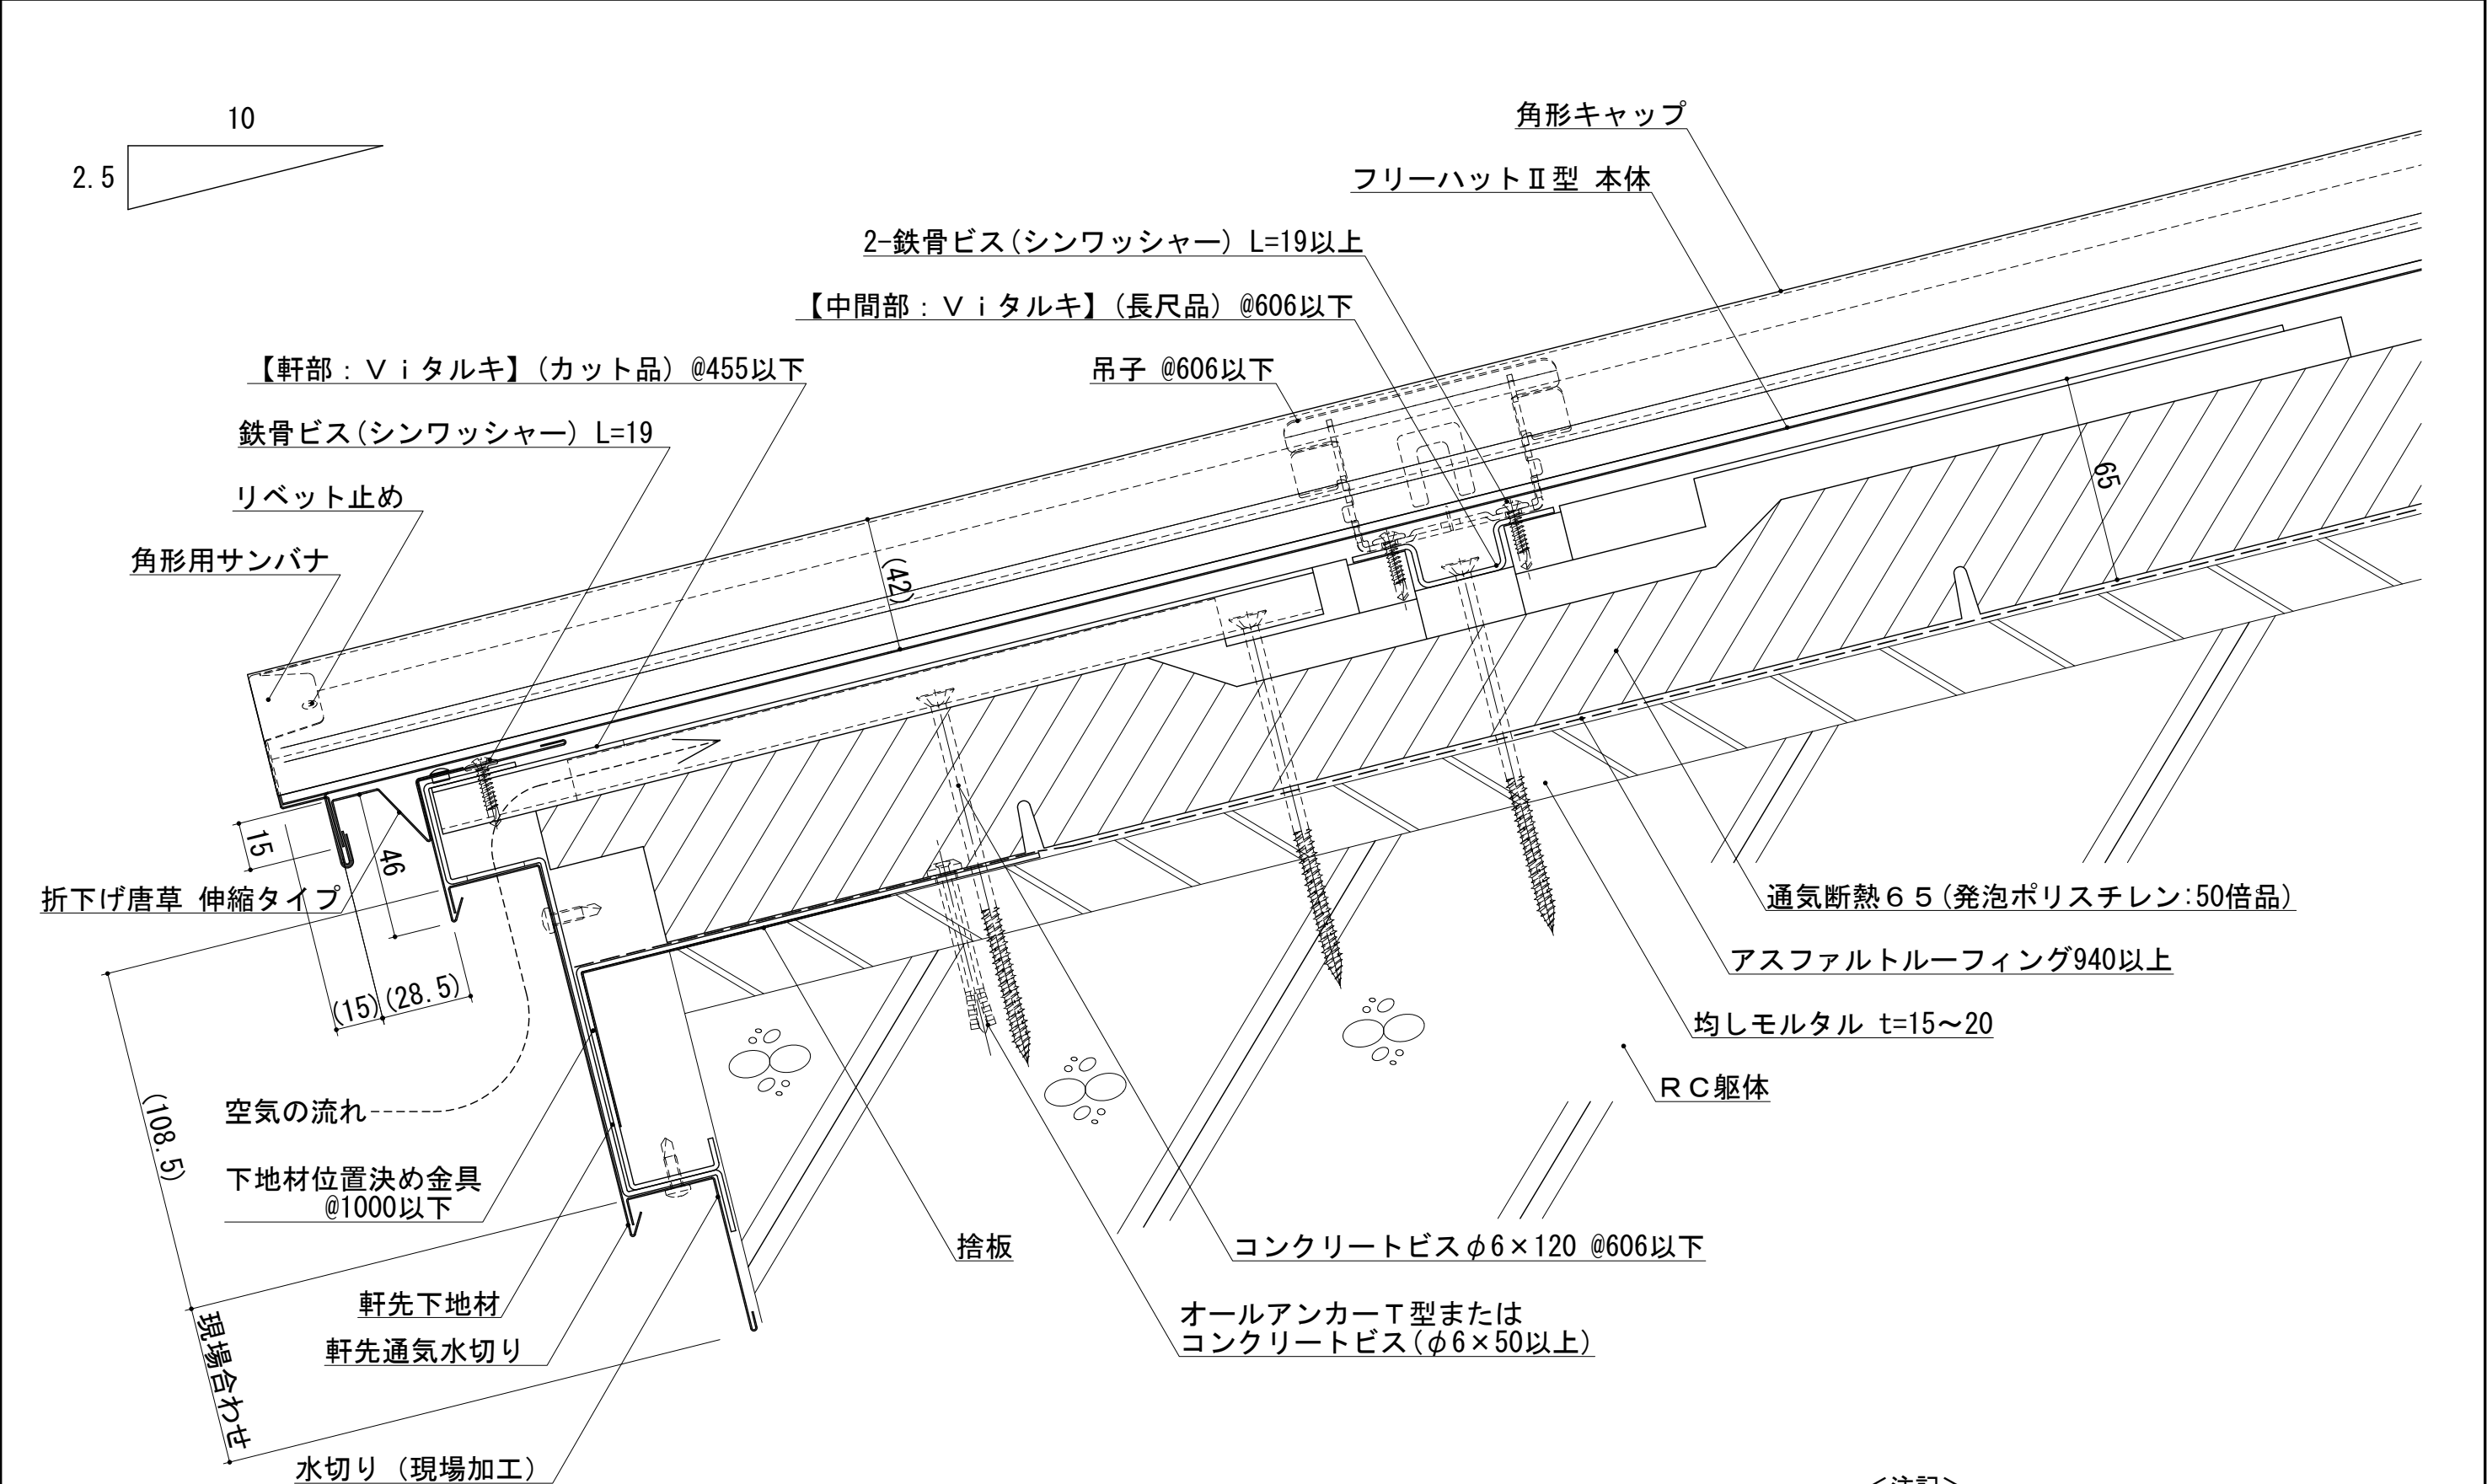 10
2.5
角形キャップ
フリーハットⅡ型 本体
2-鉄骨ビス(シンワッシャー) L=19以上
【中間部：Ｖｉタルキ】(長尺品) @606以下
【軒部：Ｖｉタルキ】(カット品) @455以下
吊子 @606以下
鉄骨ビス(シンワッシャー) L=19
リベット止め
角形用サンバナ
65
(42)
15
46
折下げ唐草 伸縮タイプ
(15)
(28.5)
通気断熱６５(発泡ポリスチレン:50倍品)
アスファルトルーフィング940以上
均しモルタル t=15～20
ＲＣ躯体
(108.5)
空気の流れ
下地材位置決め金具
@1000以下
捨板
コンクリートビスφ6×120 @606以下
軒先下地材
オールアンカーＴ型または
コンクリートビス(φ6×50以上)
軒先通気水切り
現場合わせ
水切り（現場加工）
＜注記＞